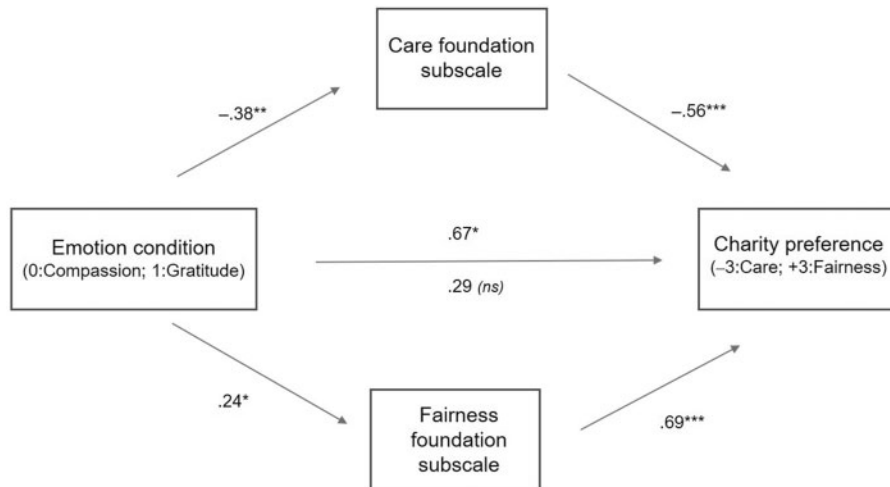 Care foundation
subscale
–.38**
–.56***
Emotion condition
(0:Compassion; 1:Gratitude)
.67*
.29 (ns)
Charity preference
(–3:Care; +3:Fairness)
.24*
Fairness
foundation
subscale
.69***